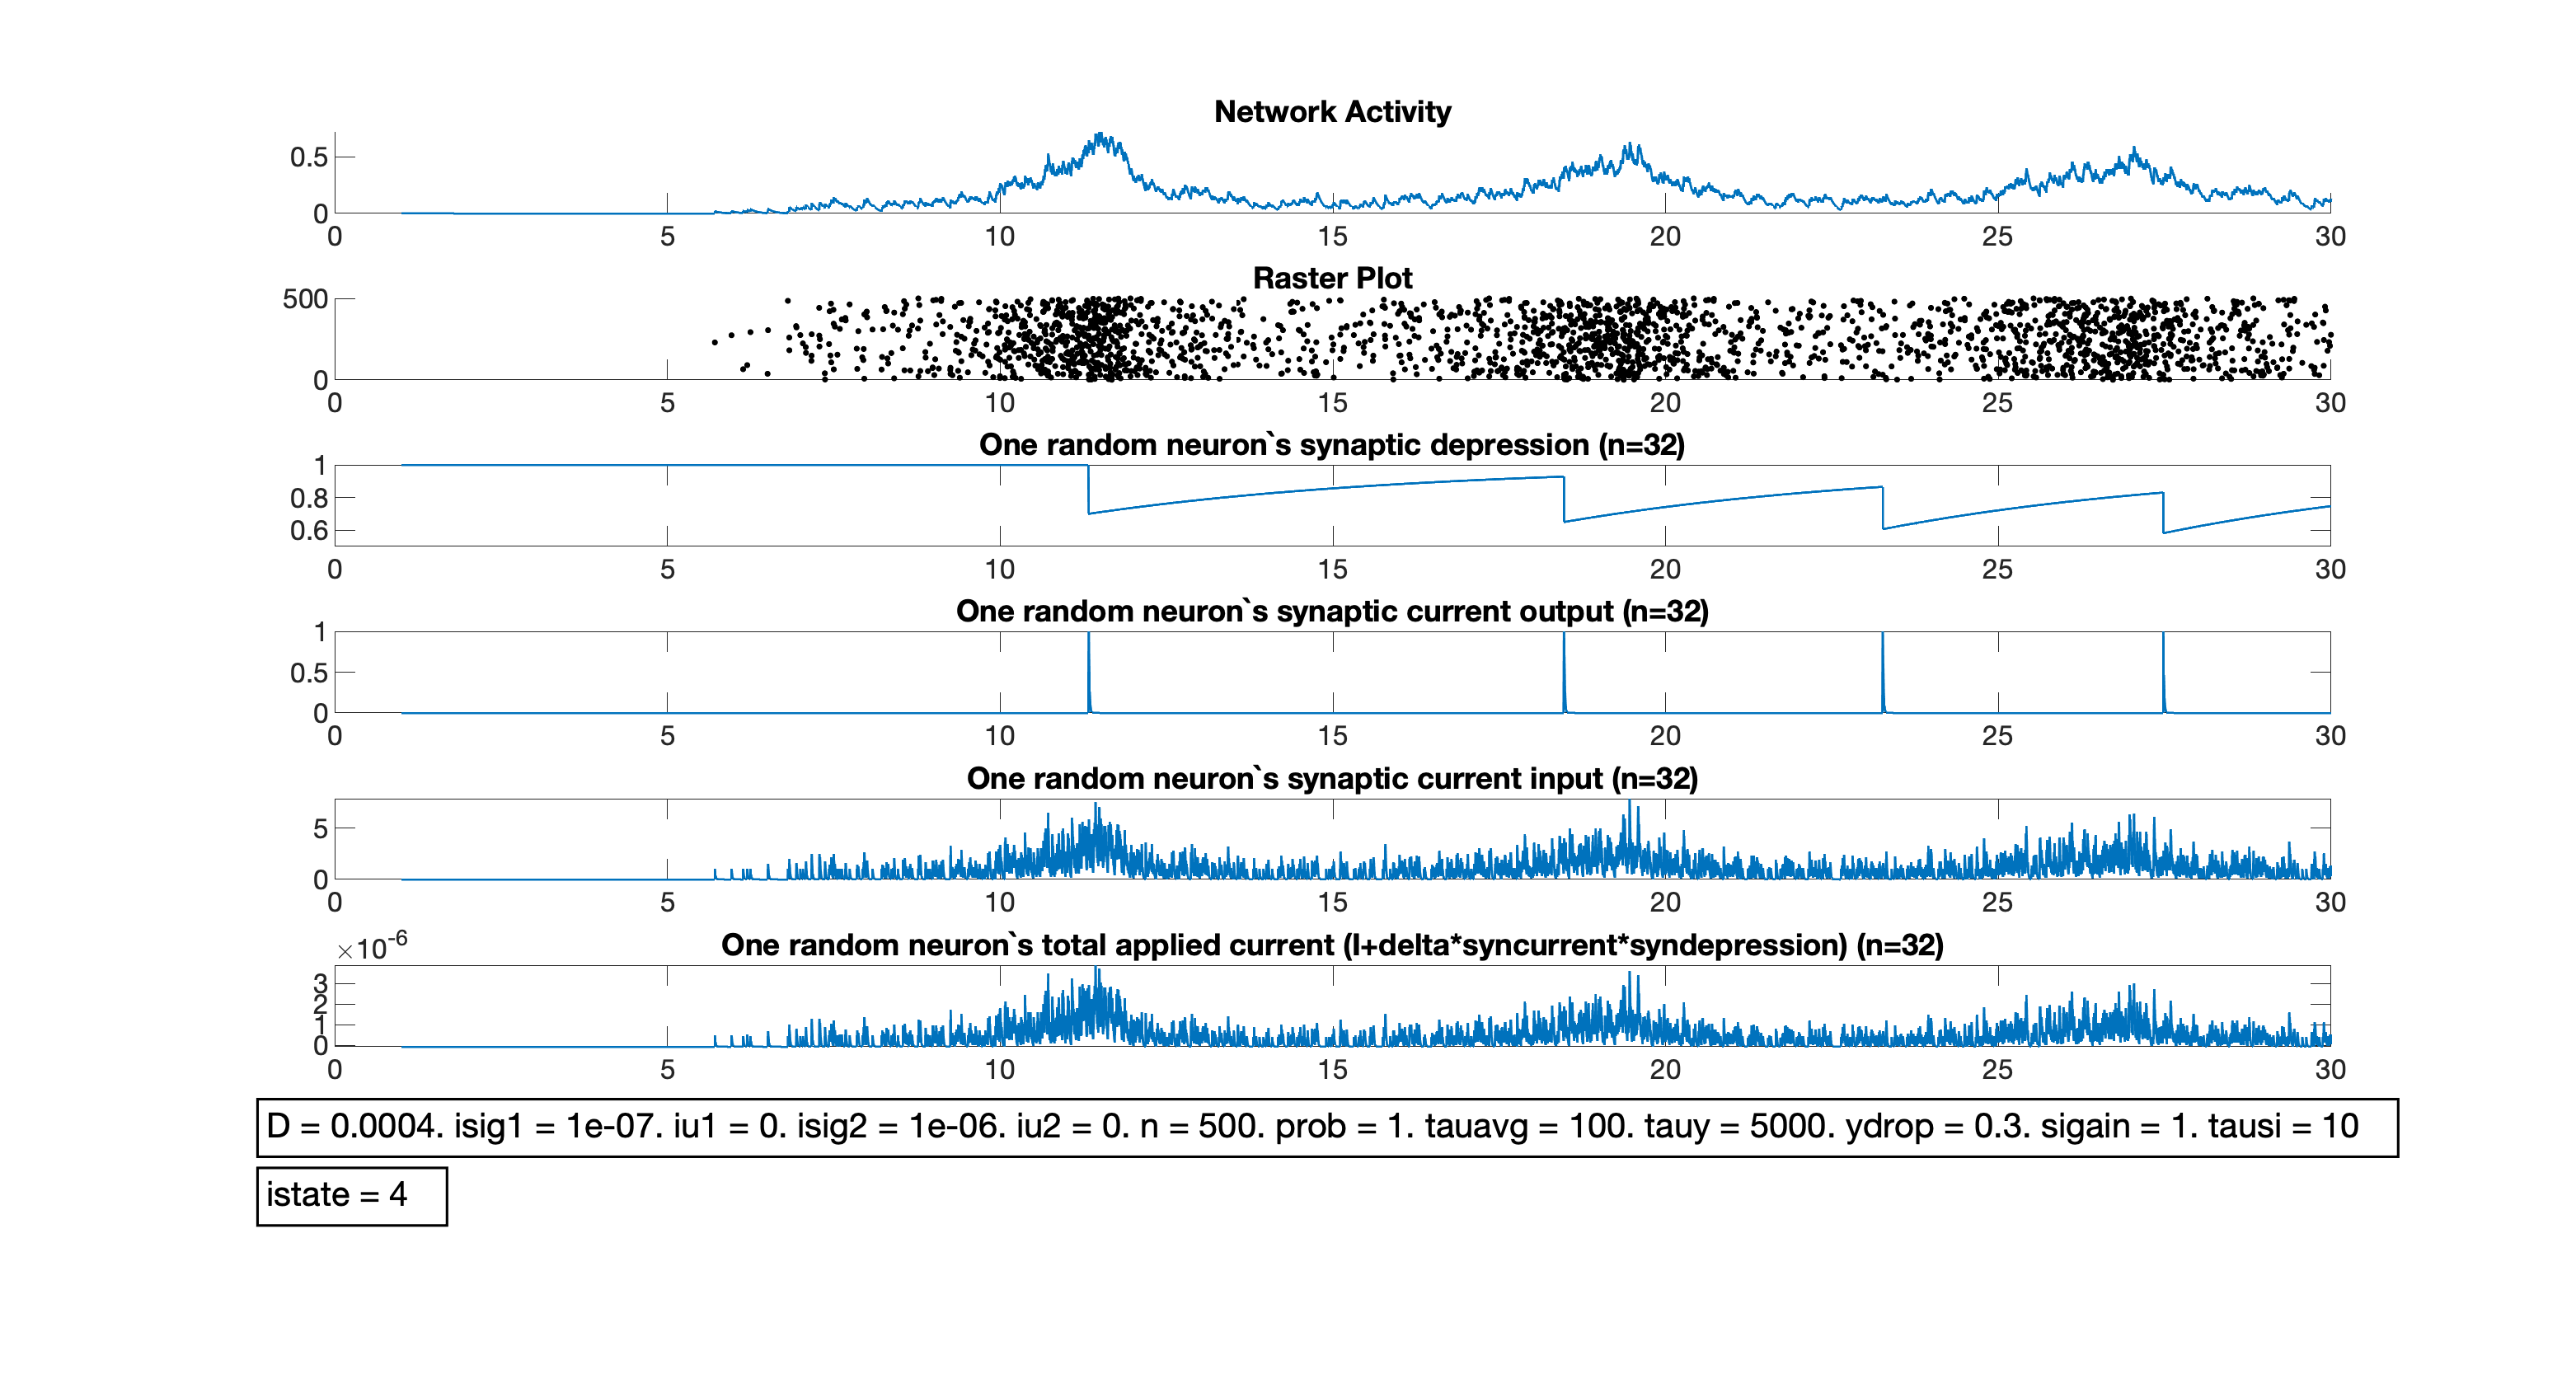 Network Activity
0.5
0
0 5 10 15 20 25 30
Raster Plot
500
0
0 5 10 15 20 25 30
One random neuron`s synaptic depression (n=32)
1
0.8
0.6
0 5 10 15 20 25 30
One random neuron`s synaptic current output (n=32)
1
0.5
0
0 5 10 15 20 25 30
One random neuron`s synaptic current input (n=32)
5
0
0 5 10 15 20 25 30
×10-6
One random neuron`s total applied current (I+delta*syncurrent*syndepression) (n=32)
3
2
1
0
0 5 10 15 20 25 30
D = 0.0004. isig1 = 1e-07. iu1 = 0. isig2 = 1e-06. iu2 = 0. n = 500. prob = 1. tauavg = 100. tauy = 5000. ydrop = 0.3. sigain = 1. tausi = 10
istate = 4